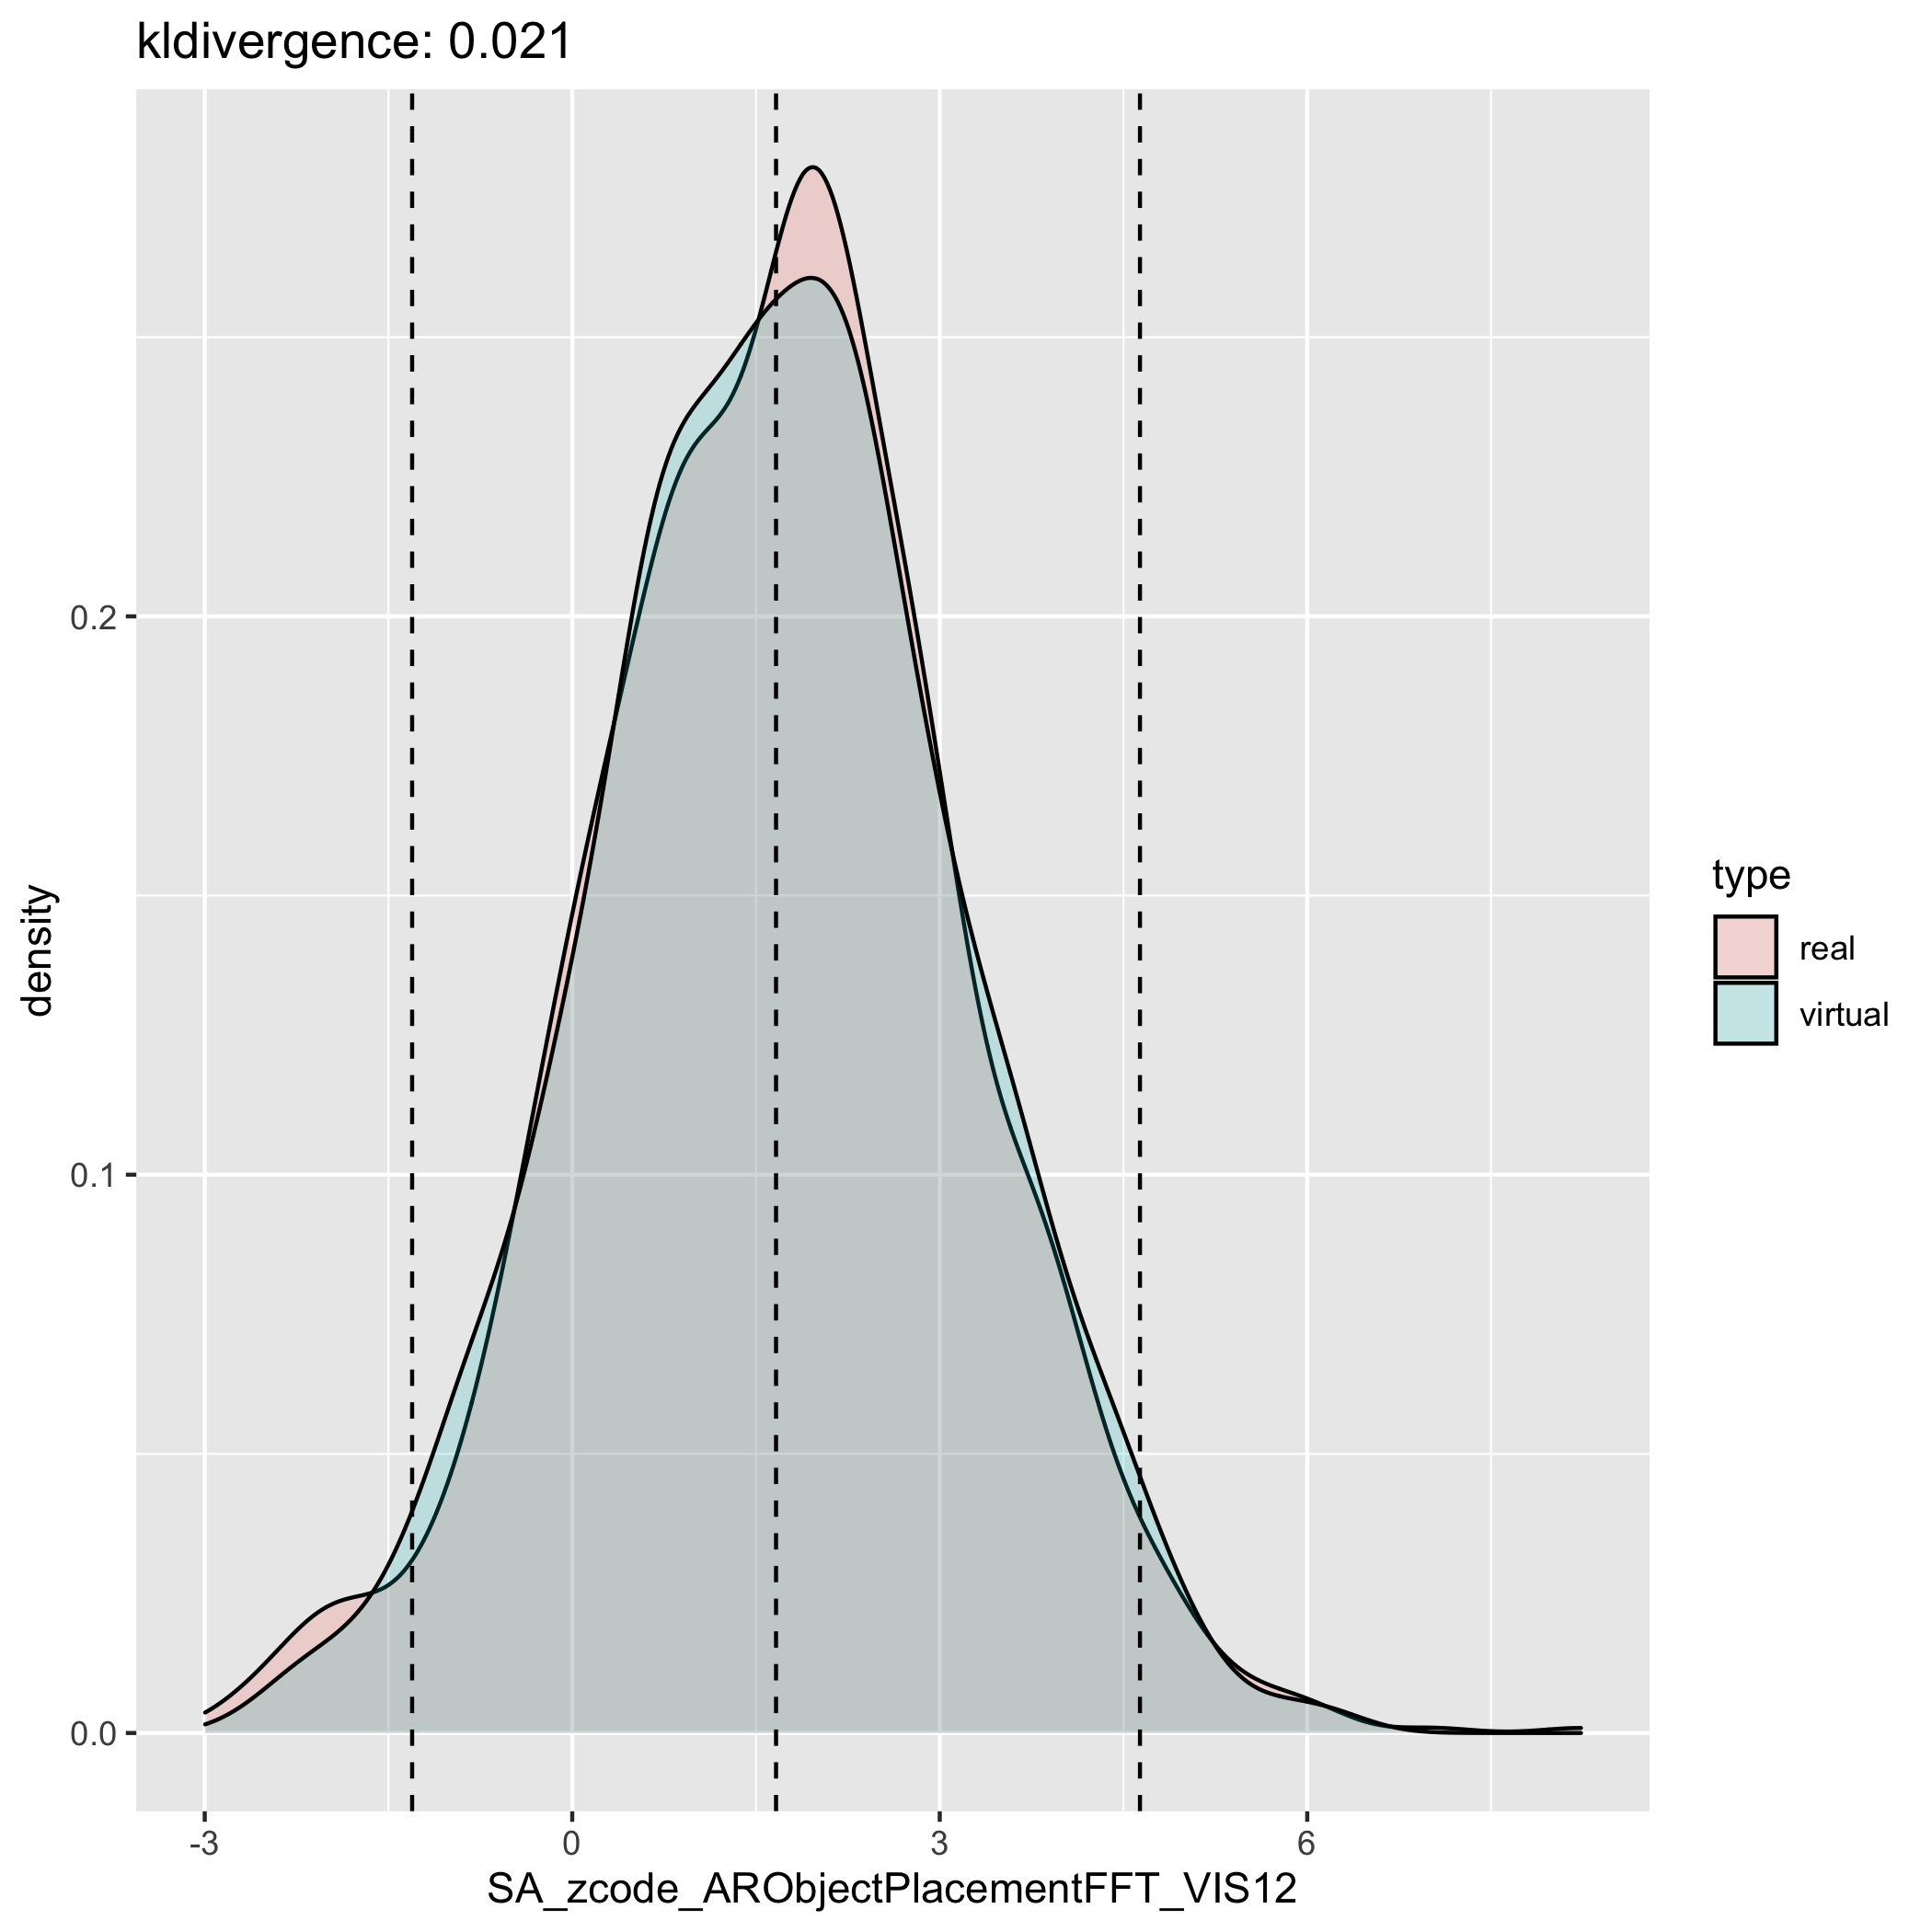 kldivergence: 0.021
density
0.2
0.1
0.0
-3
0
3
6
SA_zcode_ARObjectPlacementFFT_VIS12
type
real
virtual